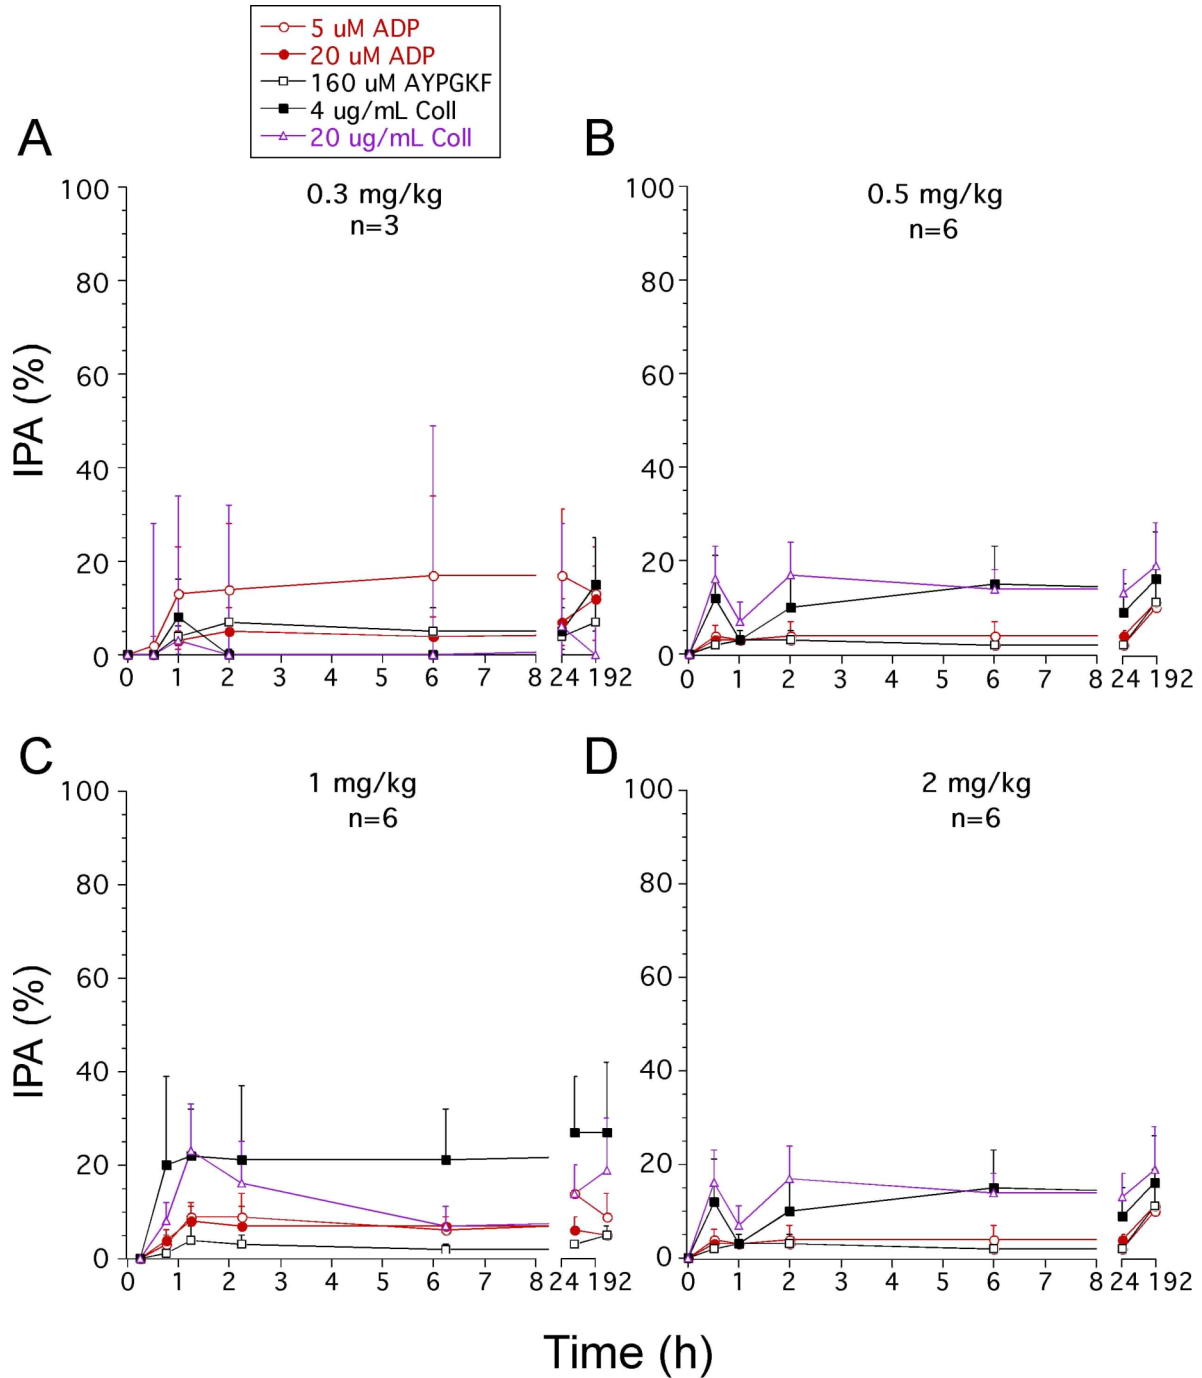 5 uM ADP
20 uM ADP
160 uM AYPGKF
4 ug/mL Coll
20 ug/mL Coll
A
0.3 mg/kg
n=3
100
80
60
40
20
0
IPA (%)
0 1 2 3 4 5 6 7 8 24 192
B
0.5 mg/kg
n=6
100
80
60
40
20
0
0 1 2 3 4 5 6 7 8 24 192
C
1 mg/kg
n=6
100
80
60
40
20
0
IPA (%)
0 1 2 3 4 5 6 7 8 24 192
D
2 mg/kg
n=6
100
80
60
40
20
0
0 1 2 3 4 5 6 7 8 24 192
Time (h)